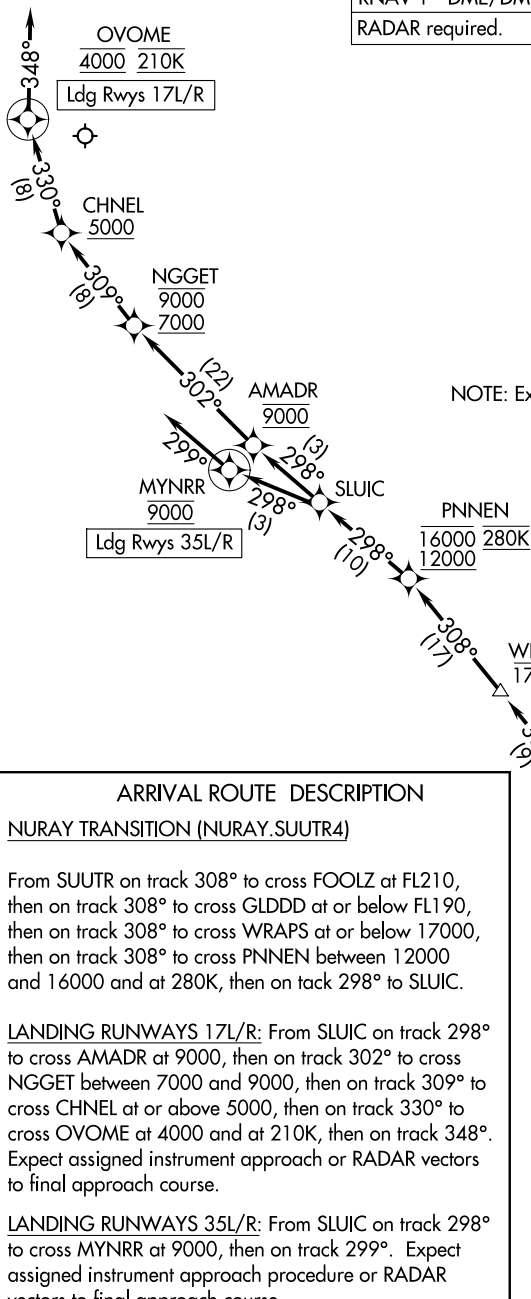 RADAR required.
348°
OVOME
4000 210K
Ldg Rwys 17L/R
330°
(8)
CHNEL
5000
309°
(8)
NGGET
9000
7000
(22)
302°
AMADR
9000
NOTE: Ex
(3)
298°
299°
MYNRR
9000
298°
(3)
SLUIC
Ldg Rwys 35L/R
PNNEN
16000 280K
12000
298°
(10)
308°
(17)
17
(9)
ARRIVAL ROUTE DESCRIPTION
NURAY TRANSITION (NURAY.SUUTR4)
From SUUTR on track 308° to cross FOOLZ at FL210,
then on track 308° to cross GLDDD at or below FL190,
then on track 308° to cross WRAPS at or below 17000,
then on track 308° to cross PNNEN between 12000
and 16000 and at 280K, then on tack 298° to SLUIC.
LANDING RUNWAYS 17L/R: From SLUIC on track 298°
to cross AMADR at 9000, then on track 302° to cross
NGGET between 7000 and 9000, then on track 309° to
cross CHNEL at or above 5000, then on track 330° to
cross OVOME at 4000 and at 210K, then on track 348°.
Expect assigned instrument approach or RADAR vectors
to final approach course.
LANDING RUNWAYS 35L/R: From SLUIC on track 298°
to cross MYNRR at 9000, then on track 299°. Expect
assigned instrument approach procedure or RADAR
vectors to final approach course.